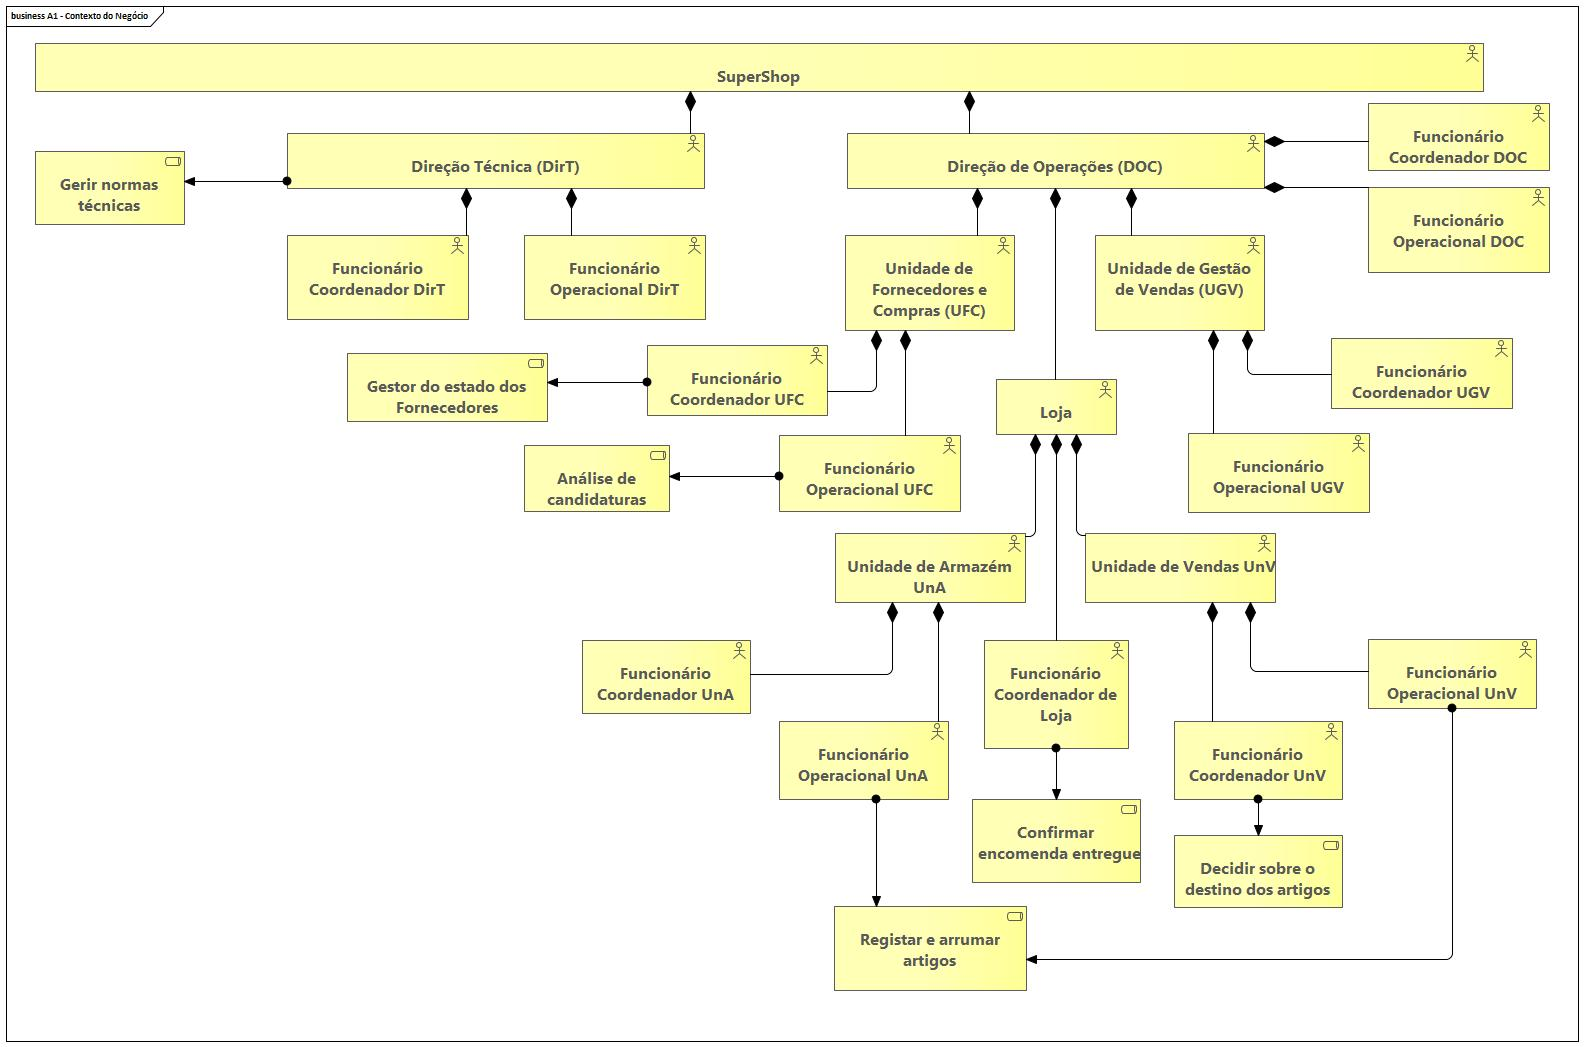 business A1 - Contexto do Negócio
SuperShop
Direção Técnica (DirT)
Direção de Operações (DOC)
Funcionário
Coordenador DOC
Gerir normas
técnicas
Funcionário
Operacional DOC
Funcionário
Coordenador DirT
Funcionário
Operacional DirT
Unidade de
Fornecedores e
Compras (UFC)
Unidade de Gestão
de Vendas (UGV)
Gestor do estado dos
Fornecedores
Funcionário
Coordenador UFC
Loja
Funcionário
Coordenador UGV
Análise de
candidaturas
Funcionário
Operacional UFC
Funcionário
Operacional UGV
Unidade de Armazém
UnA
Unidade de Vendas UnV
Funcionário
Coordenador UnA
Funcionário
Coordenador de
Loja
Funcionário
Operacional UnV
Funcionário
Operacional UnA
Funcionário
Coordenador UnV
Confirmar
encomenda entregue
Decidir sobre o
destino dos artigos
Registar e arrumar
artigos